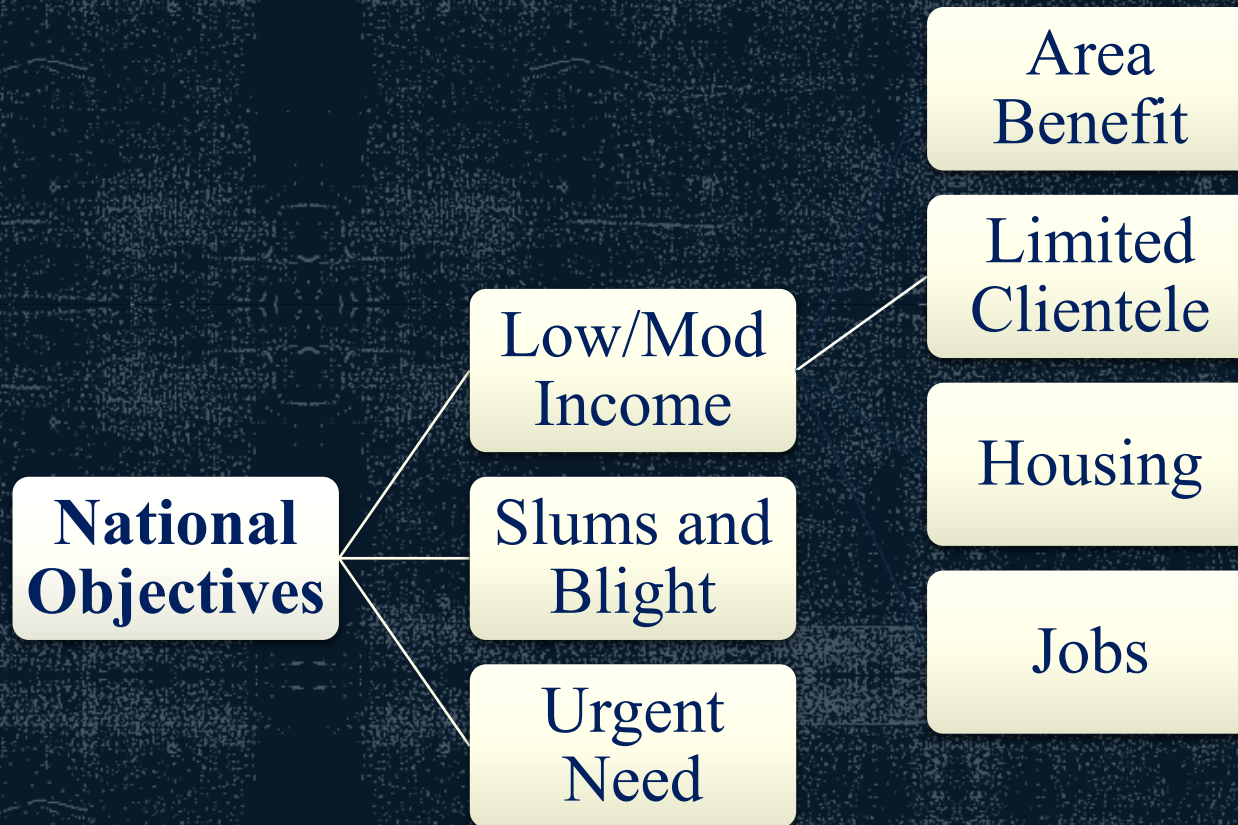 National
Objectives
Low/Mod
Income
Slums and
Blight
Urgent
Need
Area
Benefit
Limited
Clientele
Housing
Jobs